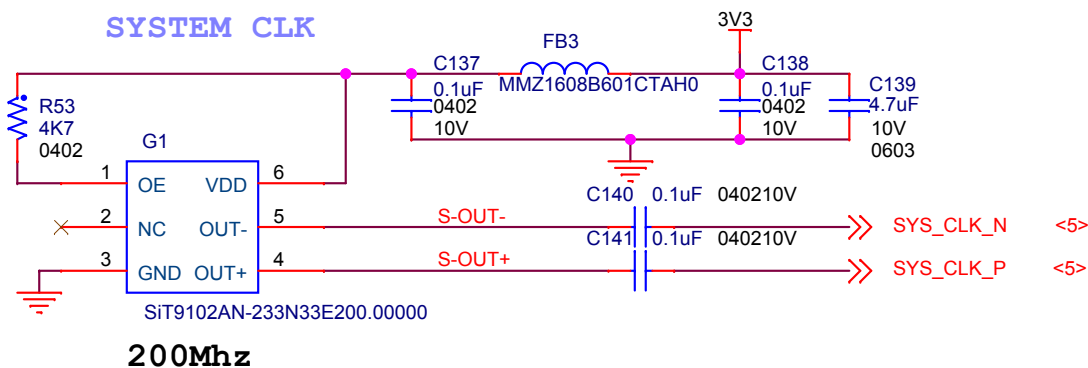 SYSTEM CLK
3V3
FB3
MMZ1608B601CTAH0
C137
0.1uF
0402
10V
C138
0.1uF
0402
10V
C139
4.7uF
10V
0603
R53
4K7
0402
G1
1 OE VDD 6
2 NC OUT- 5
3 GND OUT+ 4
SiT9102AN-233N33E200.00000
200Mhz
C140 0.1uF 040210V
S-OUT- SYS_CLK_N <5>
C141 0.1uF 040210V
S-OUT+ SYS_CLK_P <5>